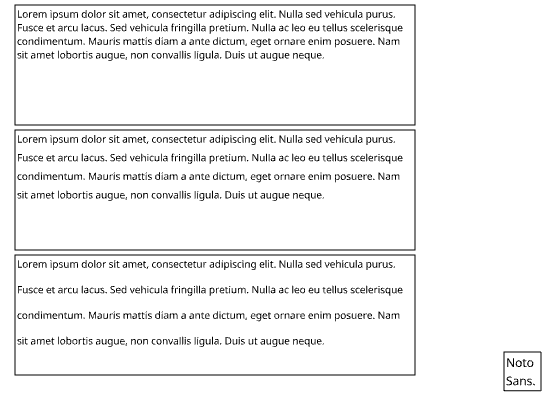 Lorem ipsum dolor sit amet, consectetur adipiscing elit. Nulla sed vehicula purus.
Fusce et arcu lacus. Sed vehicula fringilla pretium. Nulla ac leo eu tellus scelerisque
condimentum. Mauris mattis diam a ante dictum, eget ornare enim posuere. Nam
sit amet lobortis augue, non convallis ligula. Duis ut augue neque.
Lorem ipsum dolor sit amet, consectetur adipiscing elit. Nulla sed vehicula purus.
Fusce et arcu lacus. Sed vehicula fringilla pretium. Nulla ac leo eu tellus scelerisque
condimentum. Mauris mattis diam a ante dictum, eget ornare enim posuere. Nam
sit amet lobortis augue, non convallis ligula. Duis ut augue neque.
Lorem ipsum dolor sit amet, consectetur adipiscing elit. Nulla sed vehicula purus.
Fusce et arcu lacus. Sed vehicula fringilla pretium. Nulla ac leo eu tellus scelerisque
condimentum. Mauris mattis diam a ante dictum, eget ornare enim posuere. Nam
sit amet lobortis augue, non convallis ligula. Duis ut augue neque.
Noto
Sans.